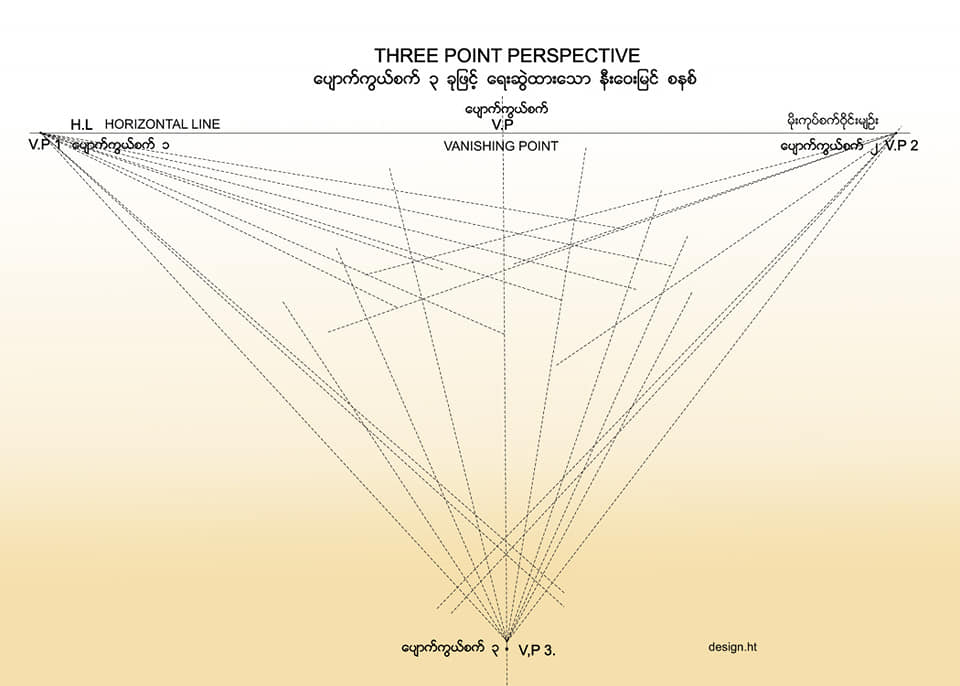 THREE POINT PERSPECTIVE
ပျောက်ကွယ်စက် ၃ ခုဖြင့် ရေးဆွဲထားသော နီးဝေးမြင် စနစ်
ပျောက်ကွယ်စက်
V.P
H.L HORIZONTAL LINE
မိုးကုပ်စက်ဝိုင်းမျဉ်း
V.P 1 ပျောက်ကွယ်စက် ၁
VANISHING POINT
ပျောက်ကွယ်စက် ၂ V.P 2
ပျောက်ကွယ်စက် ၃ V,P 3.
design.ht